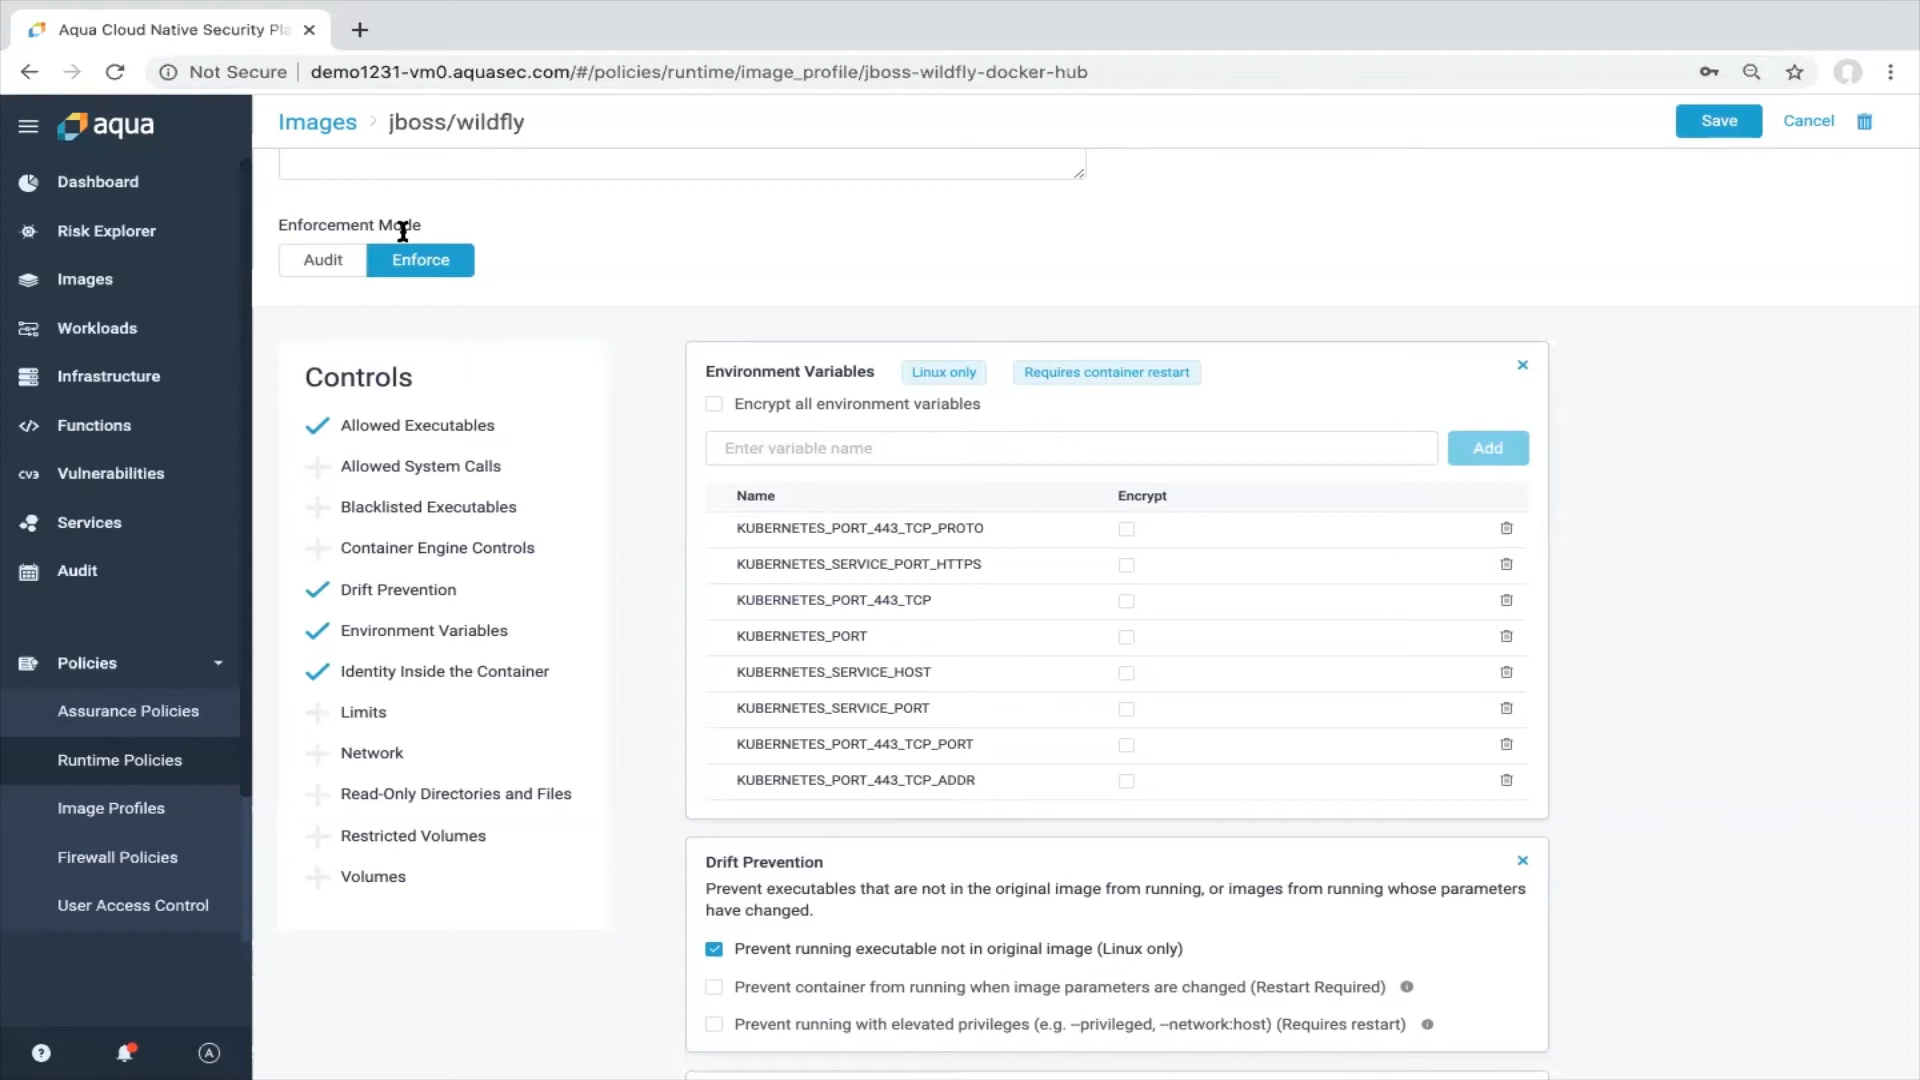 Aqua Cloud Native Security Pla
Not Secure
demo1231-vm0.aquasec.com/#/policies/runtime/image_profile/jboss-wildfly-docker-hub
aqua
Images > jboss/wildfly
Save
Cancel
Dashboard
Risk Explorer
Images
Workloads
Infrastructure
Functions
CV3 Vulnerabilities
Services
Audit
Policies
Assurance Policies
Runtime Policies
Image Profiles
Firewall Policies
User Access Control
?
A
Enforcement Mode
Audit
Enforce
Controls
Allowed Executables
Allowed System Calls
Blacklisted Executables
Container Engine Controls
Drift Prevention
Environment Variables
Identity Inside the Container
Limits
Network
Read-Only Directories and Files
Restricted Volumes
Volumes
Environment Variables
Linux only
Requires container restart
Encrypt all environment variables
Enter variable name
Add
Name
Encrypt
KUBERNETES_PORT_443_TCP_PROTO
KUBERNETES_SERVICE_PORT_HTTPS
KUBERNETES_PORT_443_TCP
KUBERNETES_PORT
KUBERNETES_SERVICE_HOST
KUBERNETES_SERVICE_PORT
KUBERNETES_PORT_443_TCP_PORT
KUBERNETES_PORT_443_TCP_ADDR
Drift Prevention
Prevent executables that are not in the original image from running, or images from running whose parameters
have changed.
Prevent running executable not in original image (Linux only)
Prevent container from running when image parameters are changed (Restart Required)
Prevent running with elevated privileges (e.g. --privileged, --network:host) (Requires restart)